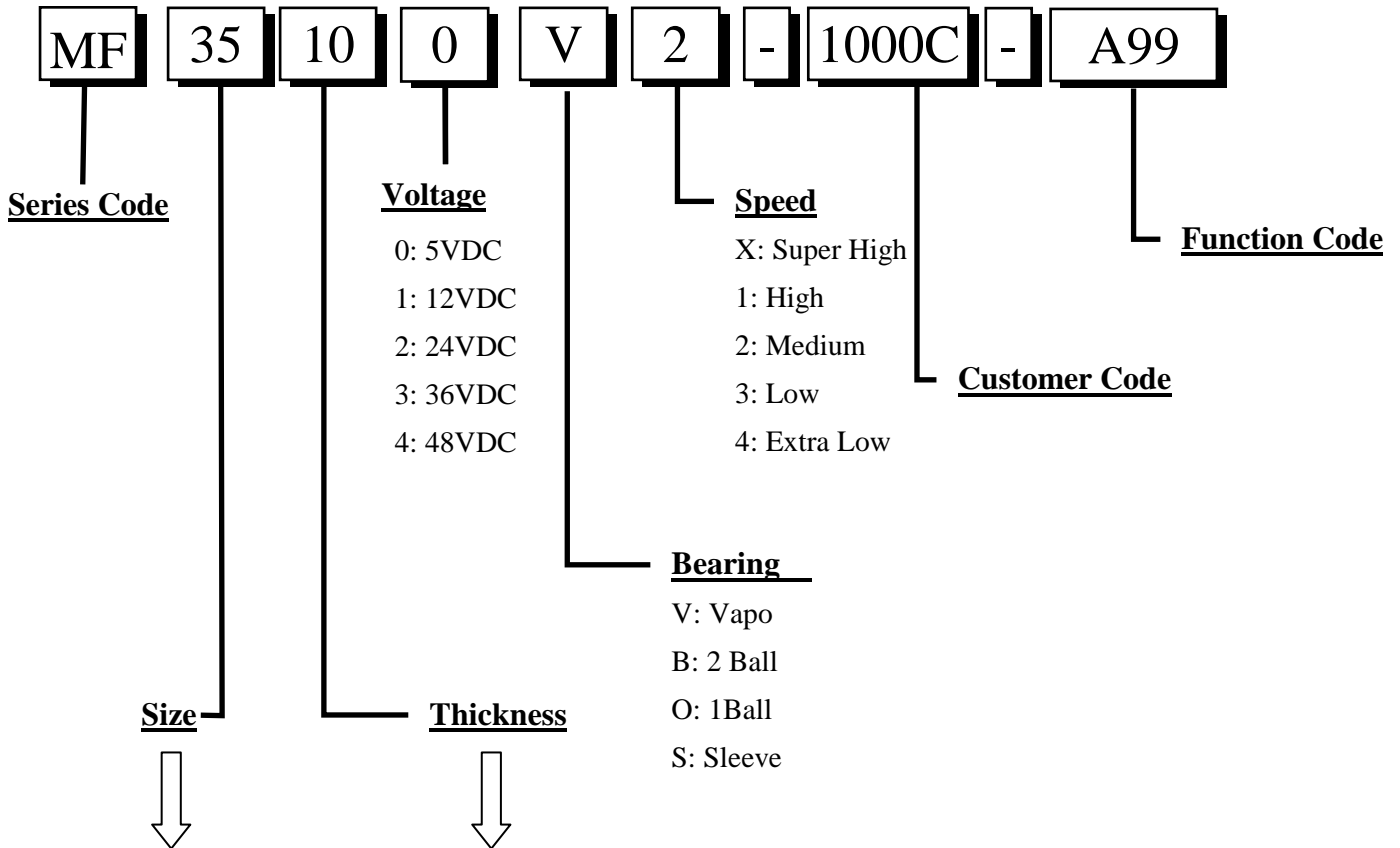 MF 35 10 0 V 2 - 1000C - A99
Series Code
Voltage
0: 5VDC
1: 12VDC
2: 24VDC
3: 36VDC
4: 48VDC
Speed
X: Super High
1: High
2: Medium
3: Low
4: Extra Low
Function Code
Customer Code
Bearing
V: Vapo
B: 2 Ball
O: 1Ball
S: Sleeve
Size
Thickness